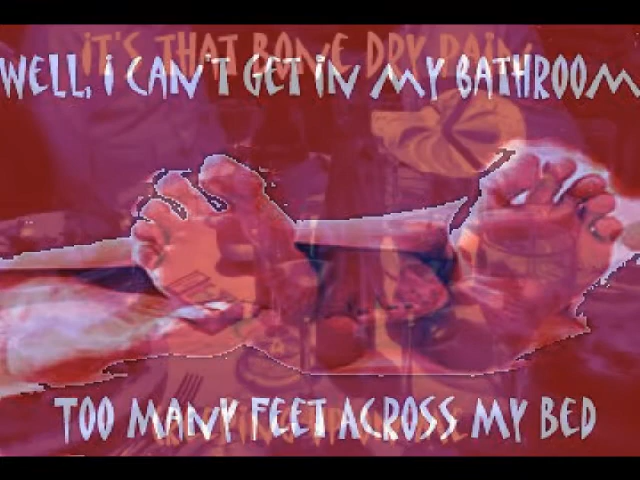 IT'S THAT BONE DRY PAIN
WELL, I CAN'T GET IN MY BATHROOM
TOO MANY FEET ACROSS MY BED